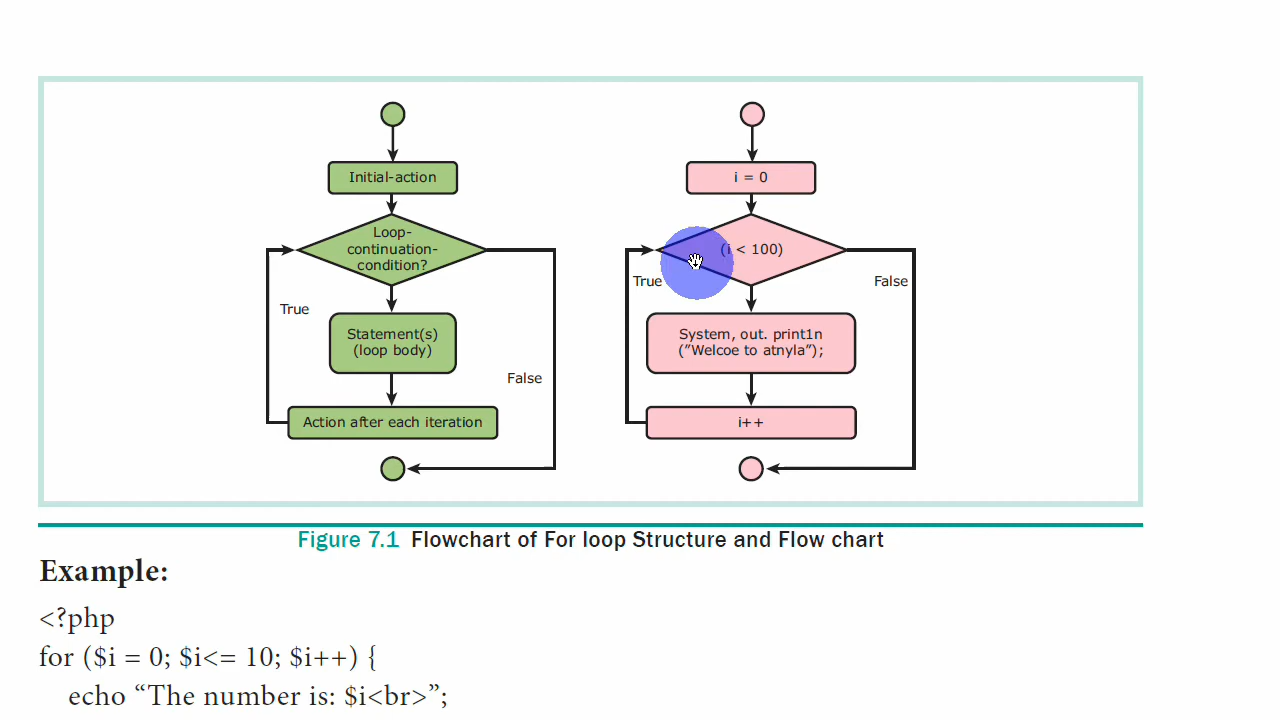 Initial-action
Loop-
continuation-
condition?
True
Statement(s)
(loop body)
False
Action after each iteration
i = 0
(i < 100)
True
False
System, out. print1n
(”Welcoe to atnyla”);
i++
Figure 7.1 Flowchart of For loop Structure and Flow chart
Example:
<?php
for ($i = 0; $i<= 10; $i++) {
echo “The number is: $i<br>”;